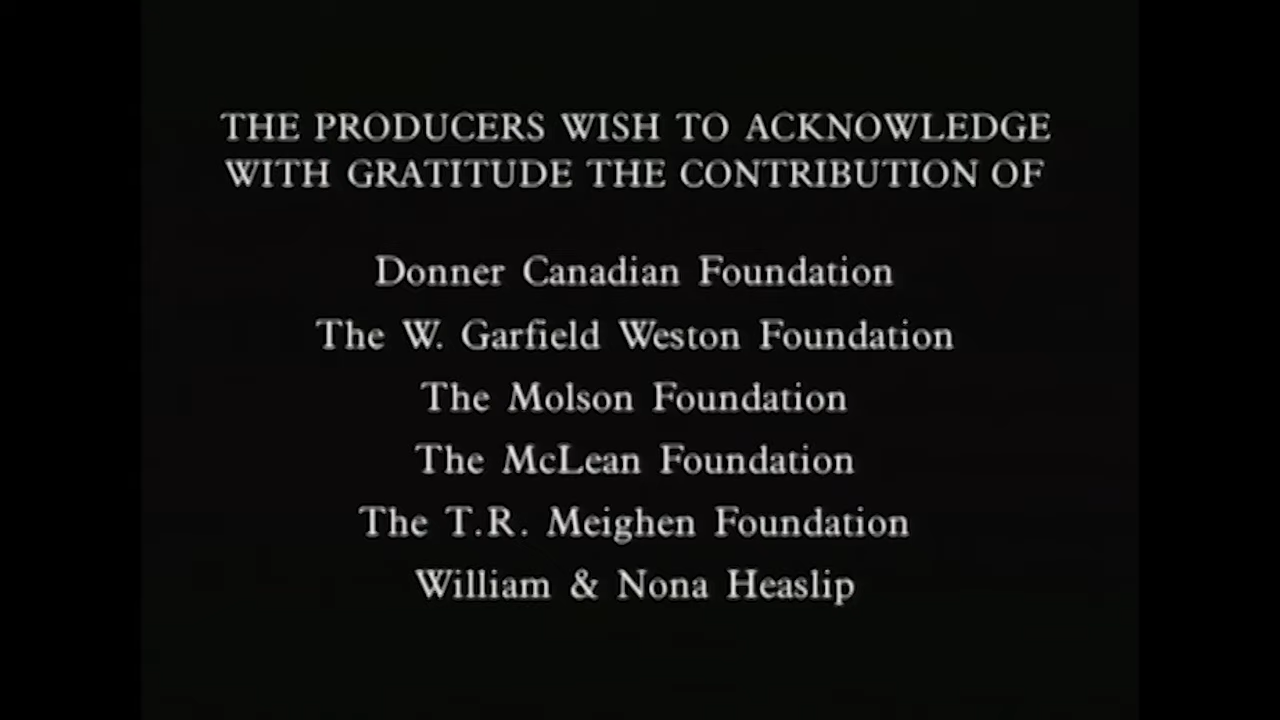 THE PRODUCERS WISH TO ACKNOWLEDGE
WITH GRATITUDE THE CONTRIBUTION OF
Donner Canadian Foundation
The W. Garfield Weston Foundation
The Molson Foundation
The McLean Foundation
The T.R. Meighen Foundation
William & Nona Heaslip